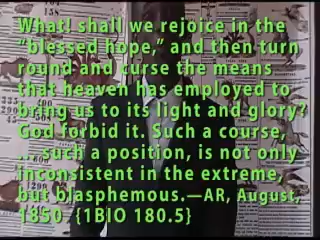 What! shall we rejoice in the
"blessed hope," and then turn
round and curse the means
that heaven has employed to
bring us to its light and glory?
God forbid it. Such a course,
... such a position, is not only
inconsistent in the extreme,
but blasphemous.—AR, August,
1850 {1BIO 180.5}